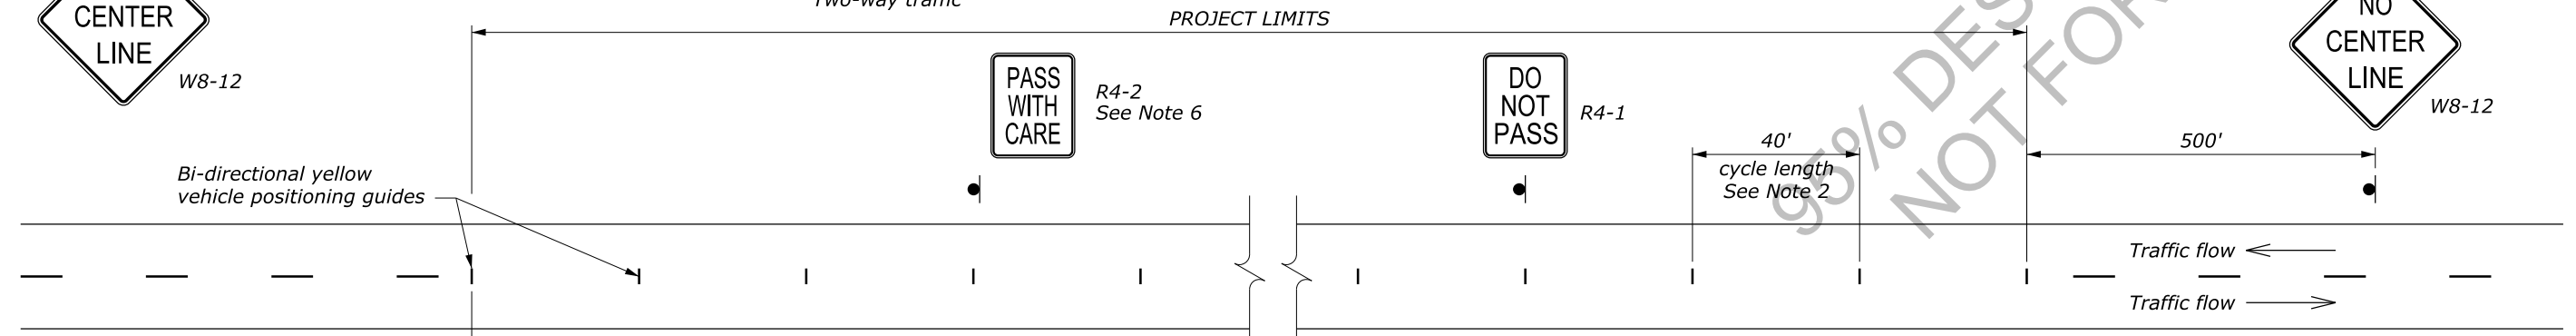 Two-way traffic
PROJECT LIMITS
CENTER
LINE
W8-12
PASS
WITH
CARE
R4-2
See Note 6
DO
NOT
PASS
R4-1
NO
CENTER
LINE
W8-12
40'
cycle length
See Note 2
500'
95% DES
NOT FOR
Bi-directional yellow
vehicle positioning guides
Traffic flow
Traffic flow